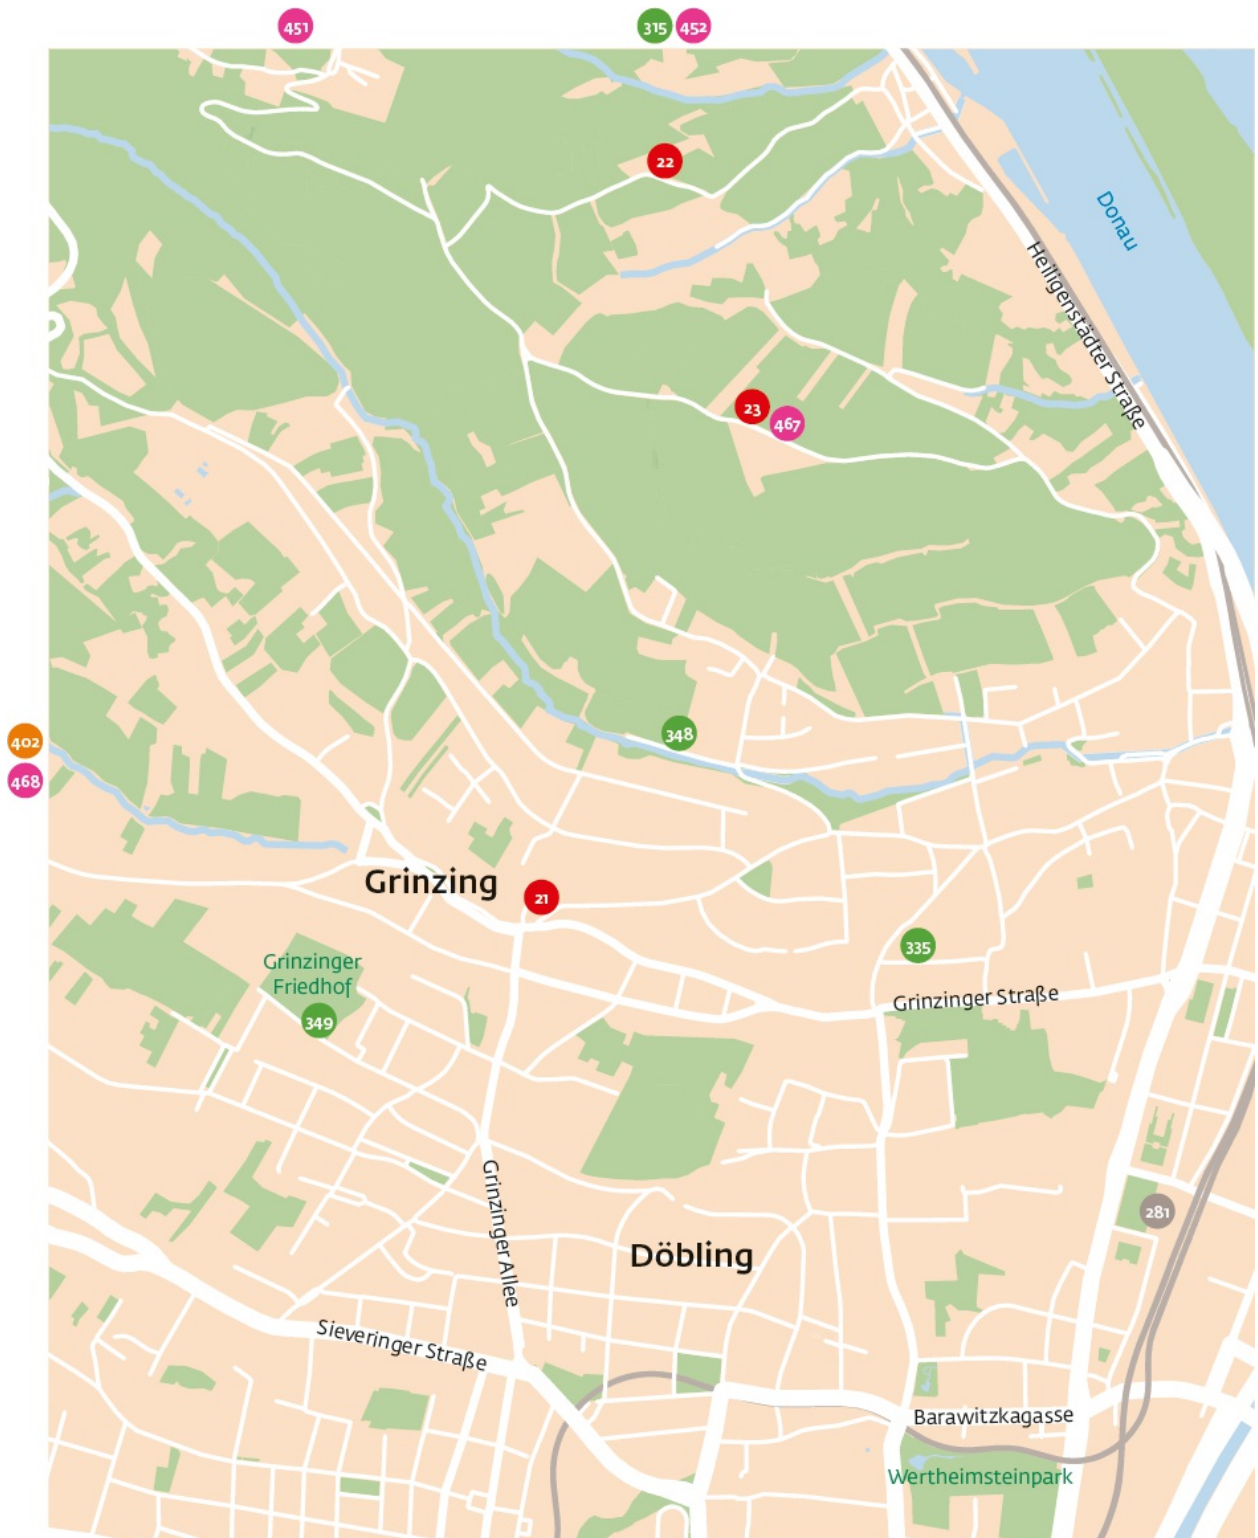 451
315 452
22
Donau
Heiligenstädter Straße
23
467
402
468
348
Grinzing
21
335
Grinzinger
Friedhof
349
Grinzinger Straße
Grinzinger Allee
281
Döbling
Sieveringer Straße
Barawitzkagasse
Wertheimsteinpark